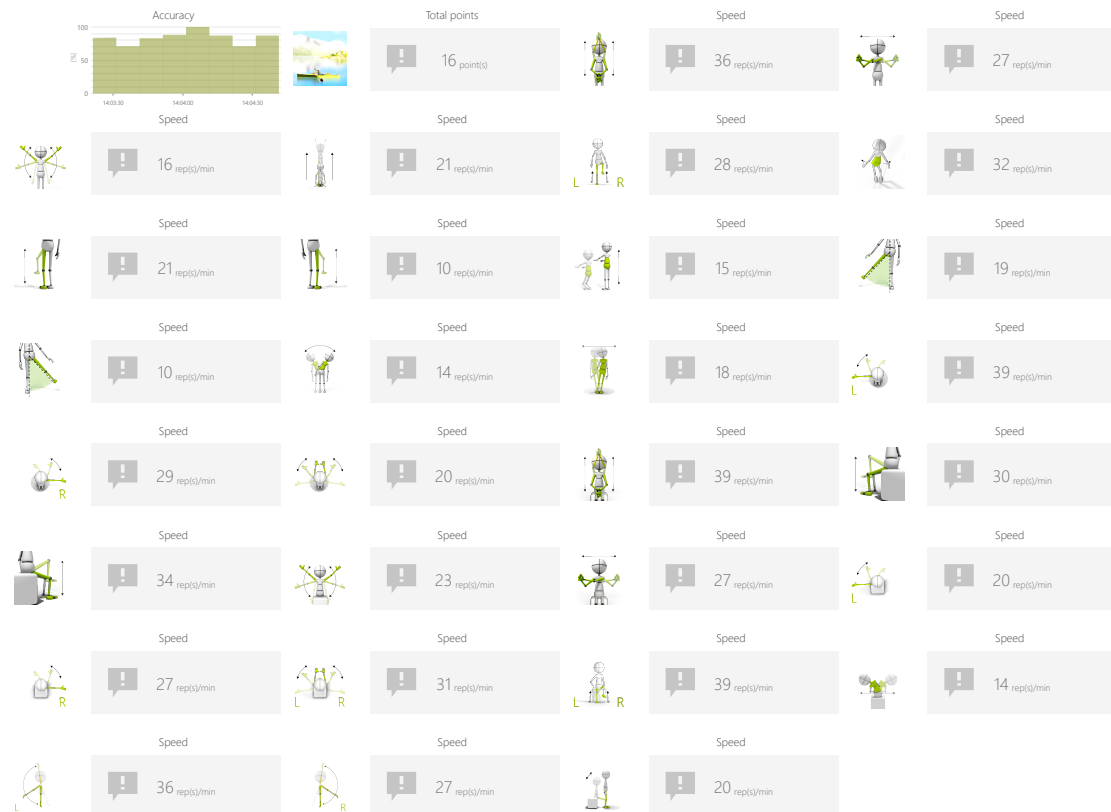 Accuracy
Total points
Speed
Speed
100
[%]
50
0
14:03:30
14:04:00
14:04:30
16 point(s)
36 rep(s)/min
27 rep(s)/min
Speed
Speed
Speed
Speed
16 rep(s)/min
21 rep(s)/min
L R
28 rep(s)/min
32 rep(s)/min
Speed
Speed
Speed
Speed
21 rep(s)/min
10 rep(s)/min
15 rep(s)/min
19 rep(s)/min
Speed
Speed
Speed
Speed
10 rep(s)/min
14 rep(s)/min
18 rep(s)/min
L
39 rep(s)/min
Speed
Speed
Speed
Speed
R
29 rep(s)/min
20 rep(s)/min
39 rep(s)/min
30 rep(s)/min
Speed
Speed
Speed
Speed
34 rep(s)/min
23 rep(s)/min
27 rep(s)/min
L
20 rep(s)/min
Speed
Speed
Speed
Speed
R
27 rep(s)/min
L R
31 rep(s)/min
L R
39 rep(s)/min
14 rep(s)/min
Speed
Speed
Speed
L
36 rep(s)/min
R
27 rep(s)/min
20 rep(s)/min